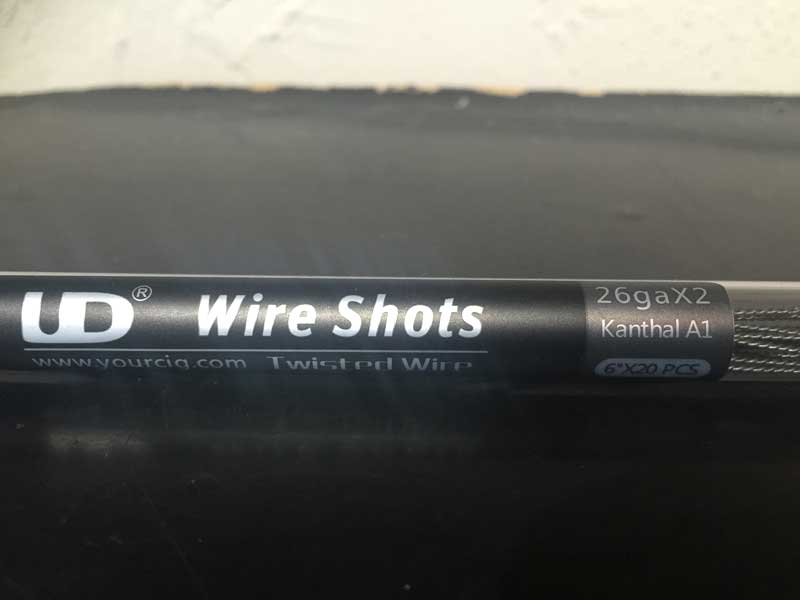 UD® Wire Shots
www.yourcig.com Twisted Wire
26gaX2
Kanthal A1
6"X20 PCS